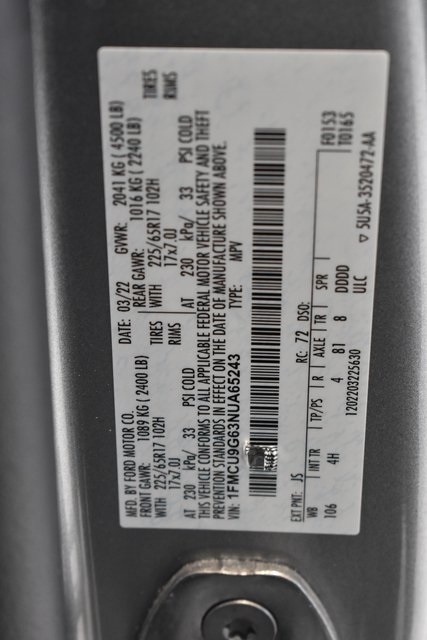 MFD. BY FORD MOTOR CO.
DATE: 03/22 GVWR: 2041 KG ( 4500 LB)
FRONT GAWR: 1089 KG ( 2400 LB) REAR GAWR: 1016 KG ( 2240 LB)
WITH 225/65R17 102H TIRES WITH 225/65R17 102H TIRES
17x7.0J RIMS 17x7.0J RIMS
AT 230 kPa/ 33 PSI COLD AT 230 kPa/ 33 PSI COLD
THIS VEHICLE CONFORMS TO ALL APPLICABLE FEDERAL MOTOR VEHICLE SAFETY AND THEFT
PREVENTION STANDARDS IN EFFECT ON THE DATE OF MANUFACTURE SHOWN ABOVE.
VIN: 1FMCU9G63NUA65243 TYPE: MPV
EXT PNT: JS RC: 72 DSO: F0153
T0165
WB INT TR TP/PS R AXLE TR SPR
106 4H 4 81 8 DDDD
ULC
1202203225630 SU5A-3520472-AA